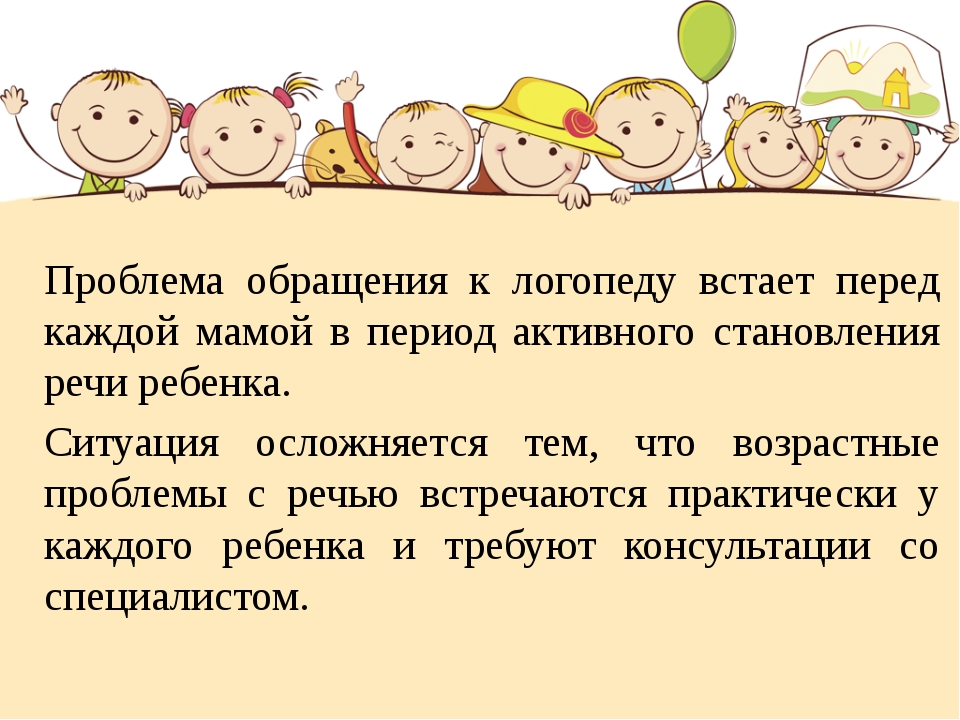 Проблема обращения к логопеду встает перед
каждой мамой в период активного становления
речи ребенка.
Ситуация осложняется тем, что возрастные
проблемы с речью встречаются практически у
каждого ребенка и требуют консультации со
специалистом.